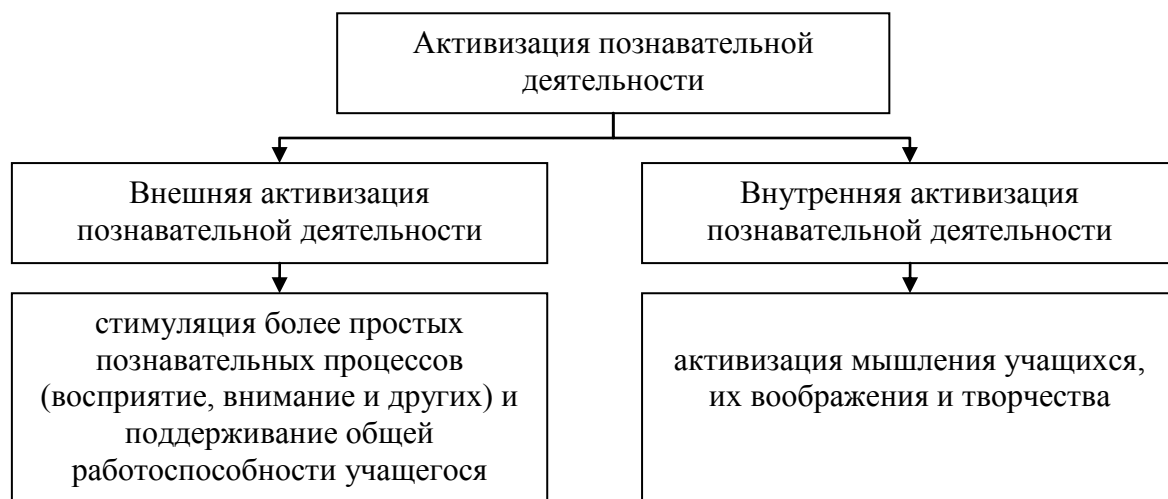 Активизация познавательной
деятельности
Внешняя активизация
познавательной деятельности
Внутренняя активизация
познавательной деятельности
стимуляция более простых
познавательных процессов
(восприятие, внимание и других) и
поддерживание общей
работоспособности учащегося
активизация мышления учащихся,
их воображения и творчества